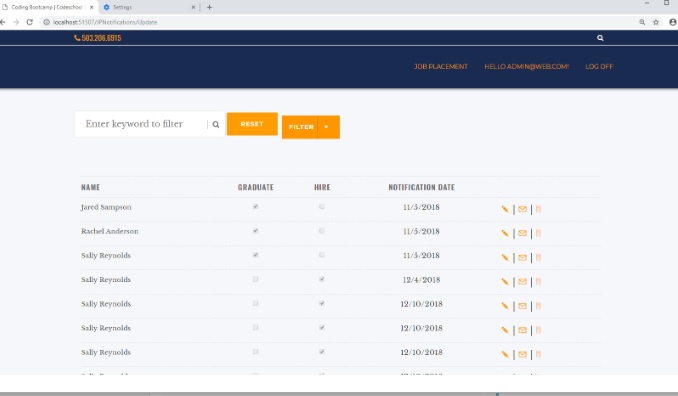 Coding Bootcamp | Codeschool
Settings
localhost:51507/JPNotifications/Update
503.206.6915
JOB PLACEMENT HELLO ADMIN@WEB.COM! LOG OFF
Enter keyword to filter
RESET
FILTER
NAME GRADUATE HIRE NOTIFICATION DATE
Jared Sampson 11/5/2018
Rachel Anderson 11/5/2018
Sally Reynolds 11/5/2018
Sally Reynolds 12/4/2018
Sally Reynolds 12/10/2018
Sally Reynolds 12/10/2018
Sally Reynolds 12/10/2018